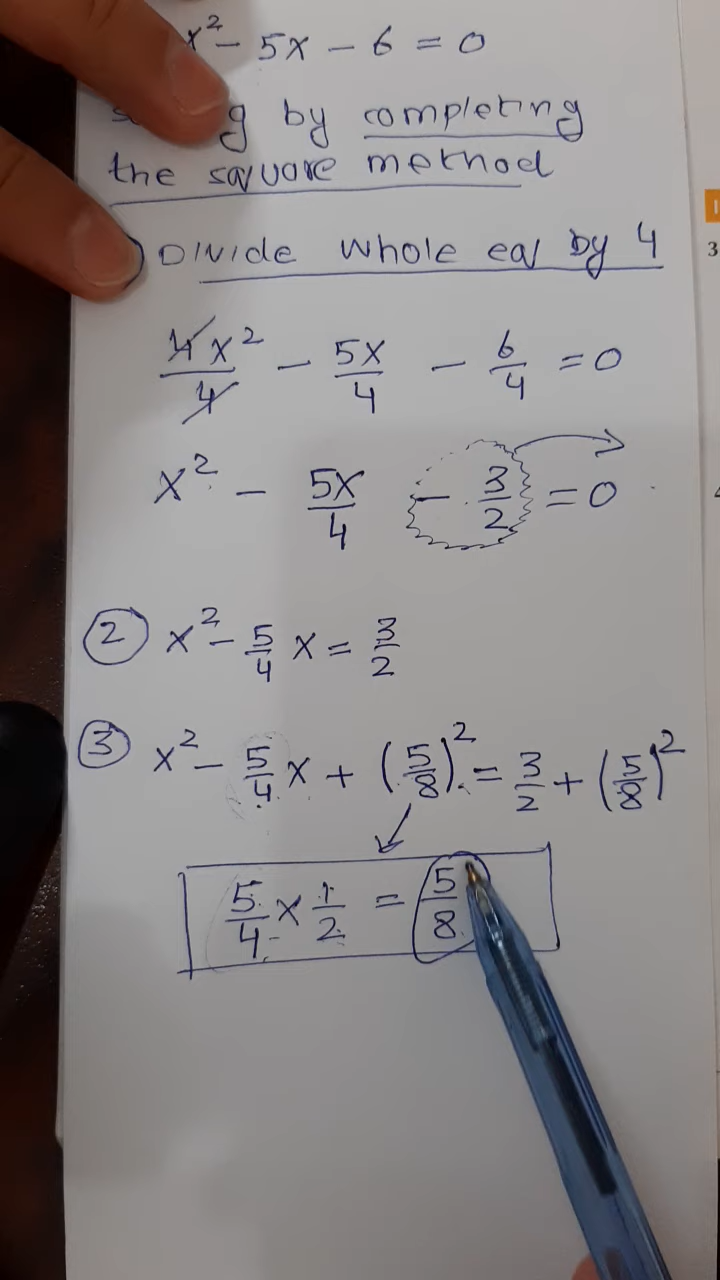 x² - 5x - 6 = 0
by completing
the square method
Divide whole eq by 4
4x²/4 - 5x/4 - 6/4 = 0
x² - 5x/4 - 3/2 = 0
② x² - 5/4 x = 3/2
③ x² - 5/4 x + (5/8)² = 3/2 + (5/8)²
5/4 × 1/2 = 5/8